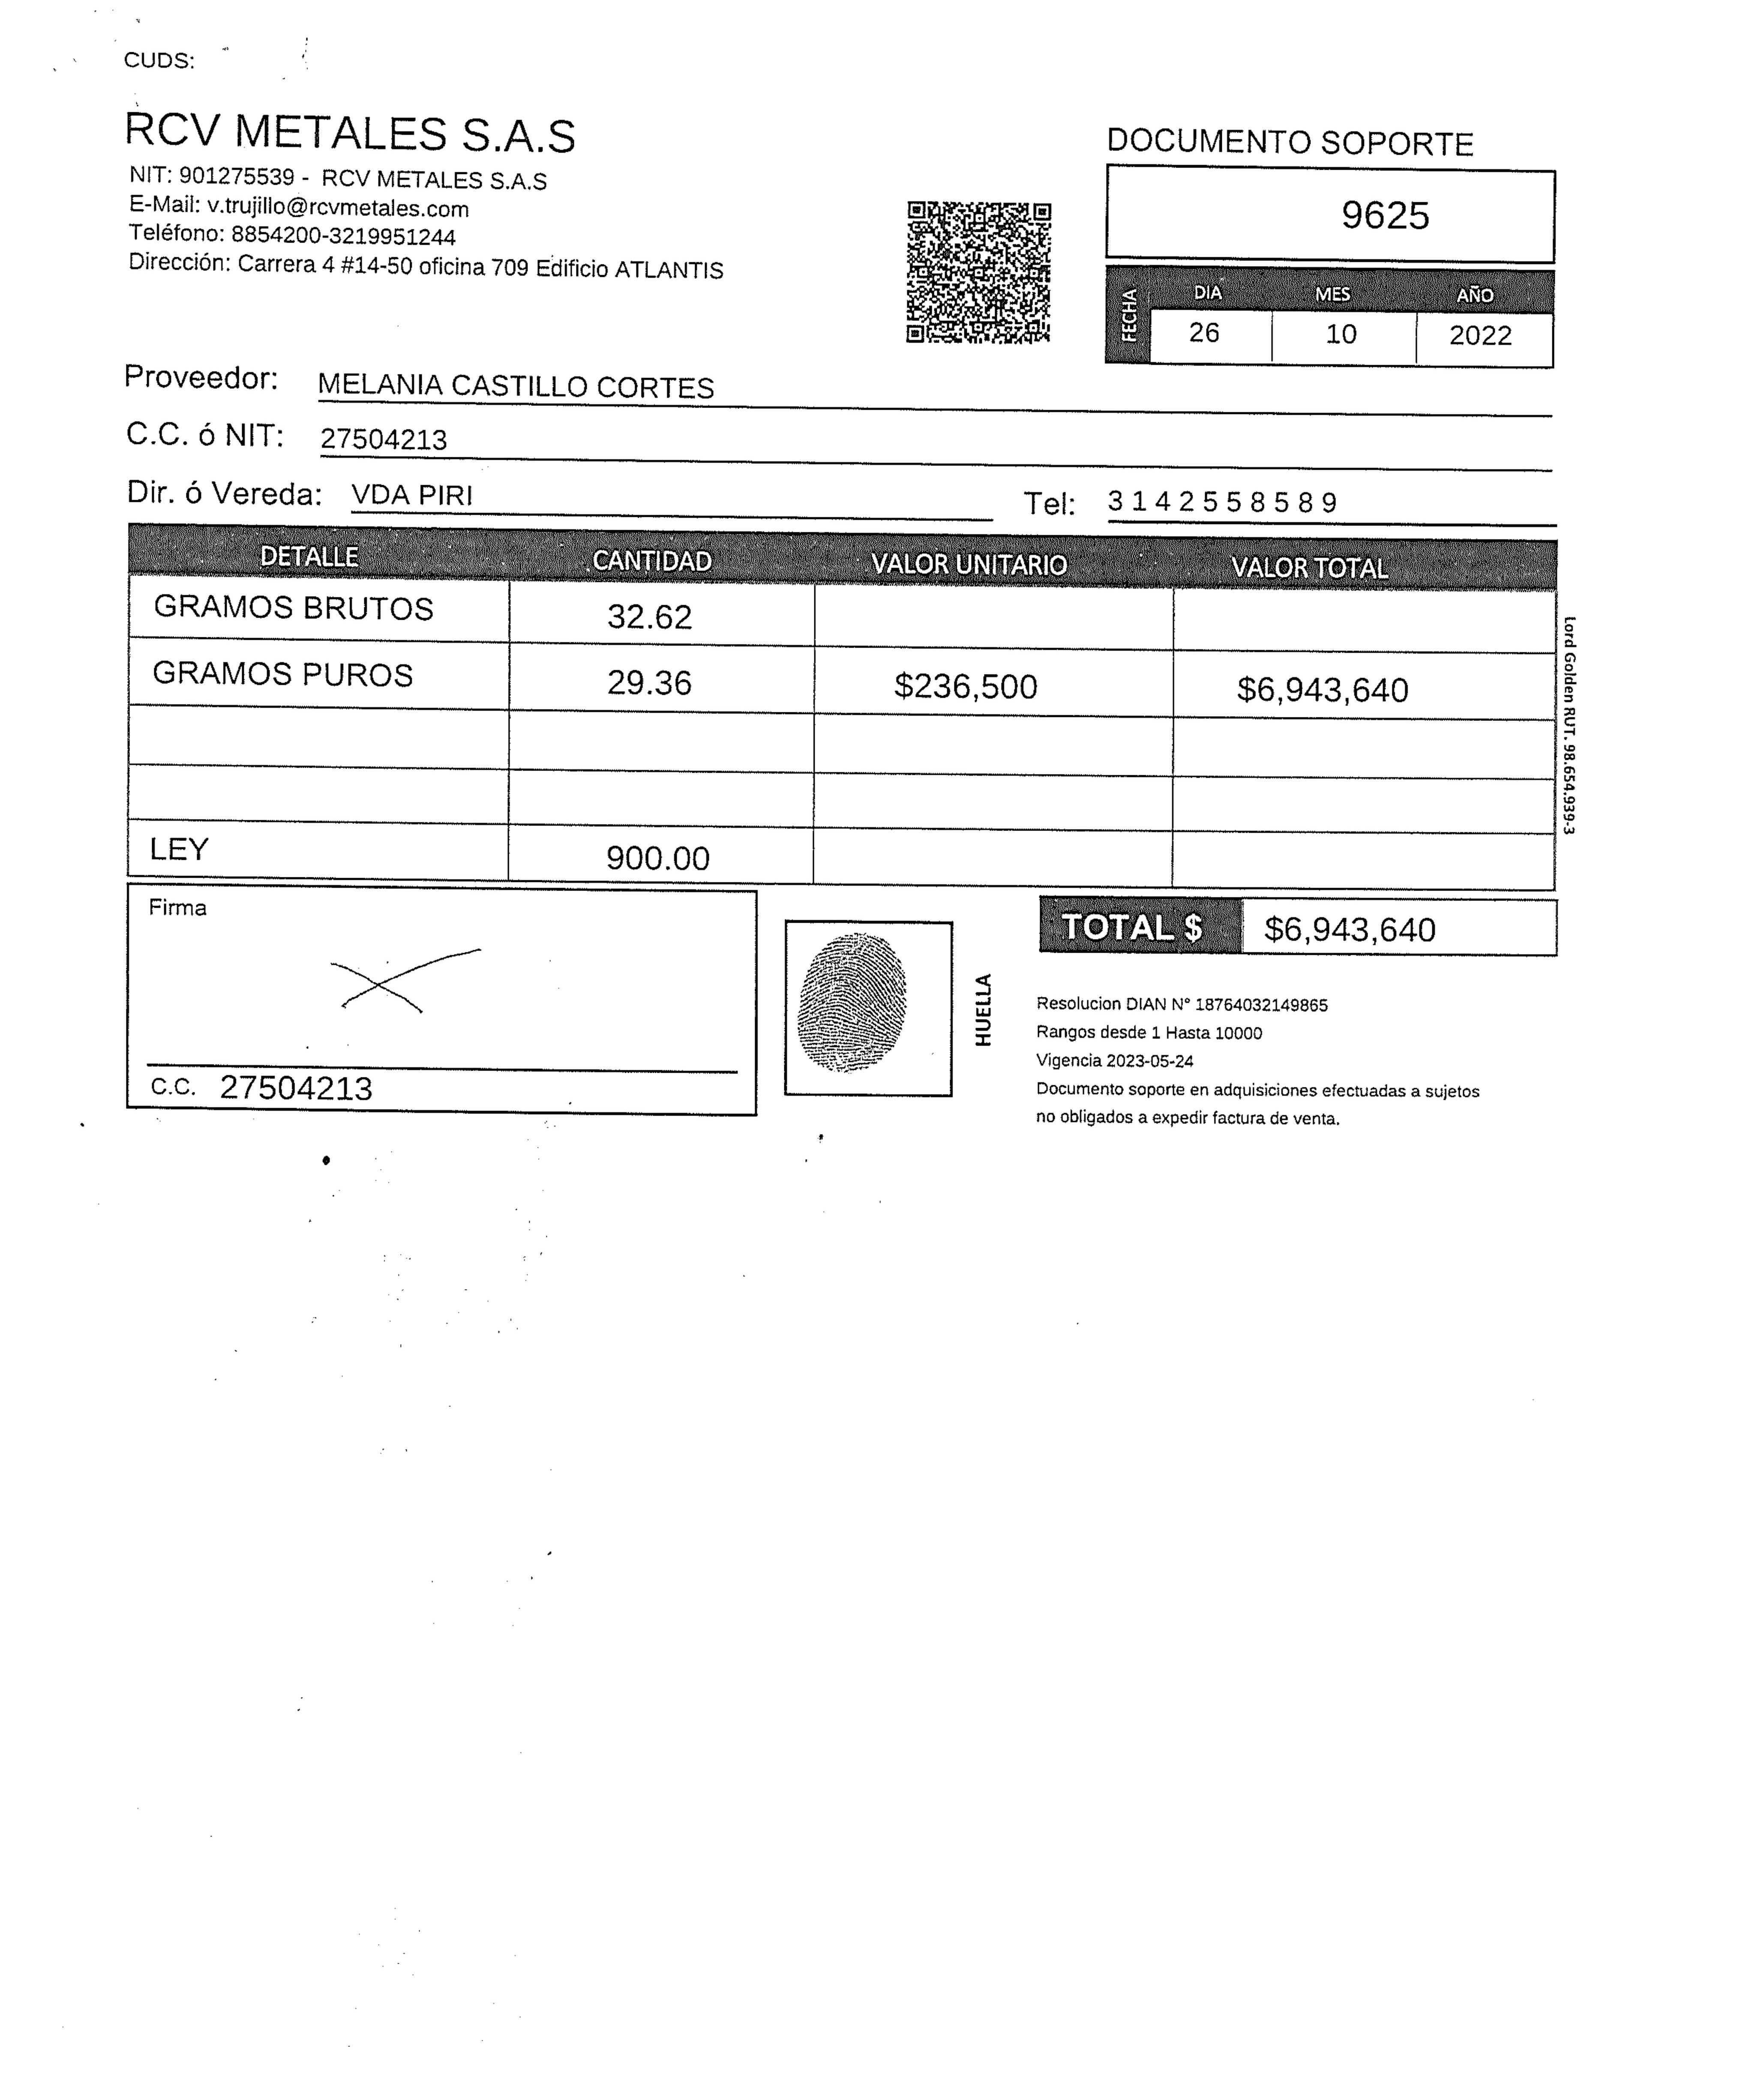 CUDS:
RCV METALES S.A.S
NIT: 901275539 - RCV METALES S.A.S
E-Mail: v.trujillo@rcvmetales.com
Teléfono: 8854200-3219951244
Dirección: Carrera 4 #14-50 oficina 709 Edificio ATLANTIS
DOCUMENTO SOPORTE
9625
FECHA
DIA MES AÑO
26 10 2022
Proveedor: MELANIA CASTILLO CORTES
C.C. ó NIT: 27504213
Dir. ó Vereda: VDA PIRI Tel: 3142558589
DETALLE CANTIDAD VALOR UNITARIO VALOR TOTAL
GRAMOS BRUTOS 32.62
GRAMOS PUROS 29.36 $236,500 $6,943,640
LEY 900.00
Lord Golden RUT. 98.654.939-3
Firma
C.C. 27504213
HUELLA
TOTAL $ $6,943,640
Resolucion DIAN N° 18764032149865
Rangos desde 1 Hasta 10000
Vigencia 2023-05-24
Documento soporte en adquisiciones efectuadas a sujetos
no obligados a expedir factura de venta.